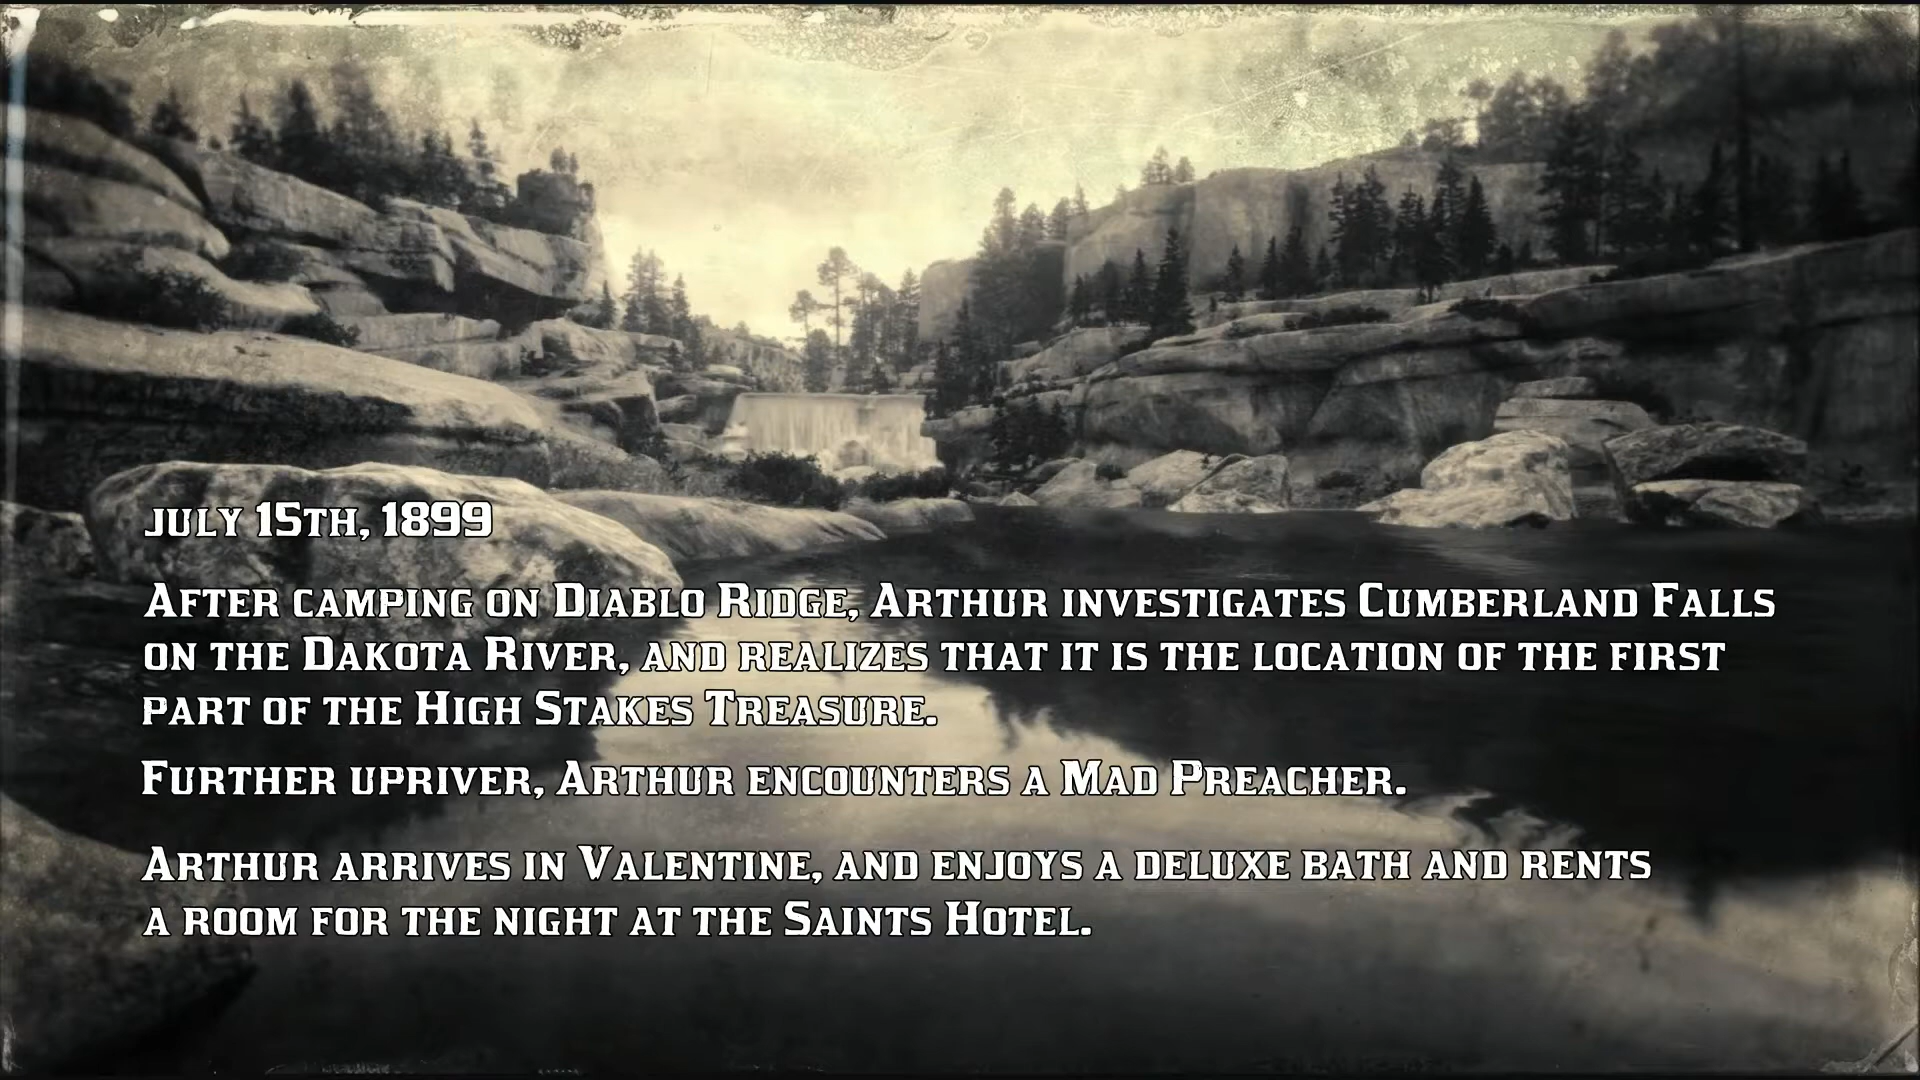 July 15th, 1899
After camping on Diablo Ridge, Arthur investigates Cumberland Falls
on the Dakota River, and realizes that it is the location of the first
part of the High Stakes Treasure.
Further upriver, Arthur encounters a Mad Preacher.
Arthur arrives in Valentine, and enjoys a deluxe bath and rents
a room for the night at the Saints Hotel.